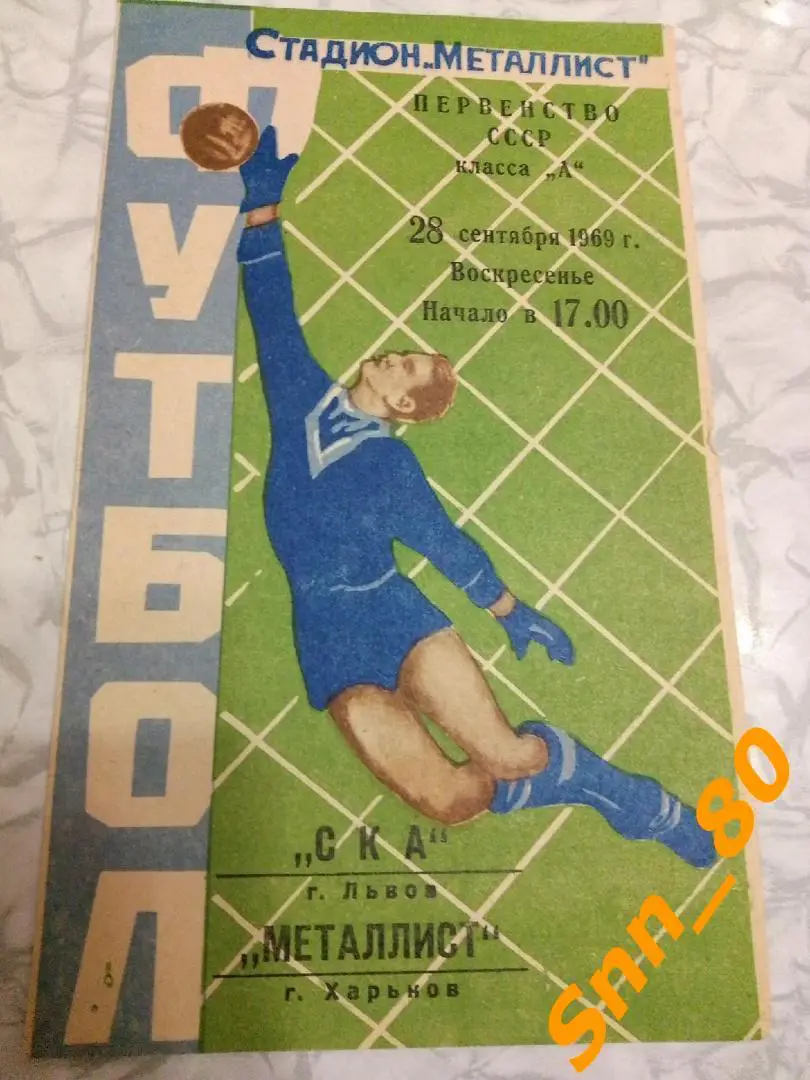 Стадион „Металлист"
ФУТБОЛ
ПЕРВЕНСТВО
СССР
класса „А"
28 сентября 1969 г.
Воскресенье
Начало в 17.00
„СКА"
г. Львов
„МЕТАЛЛИСТ"
г. Харьков
Snn_80